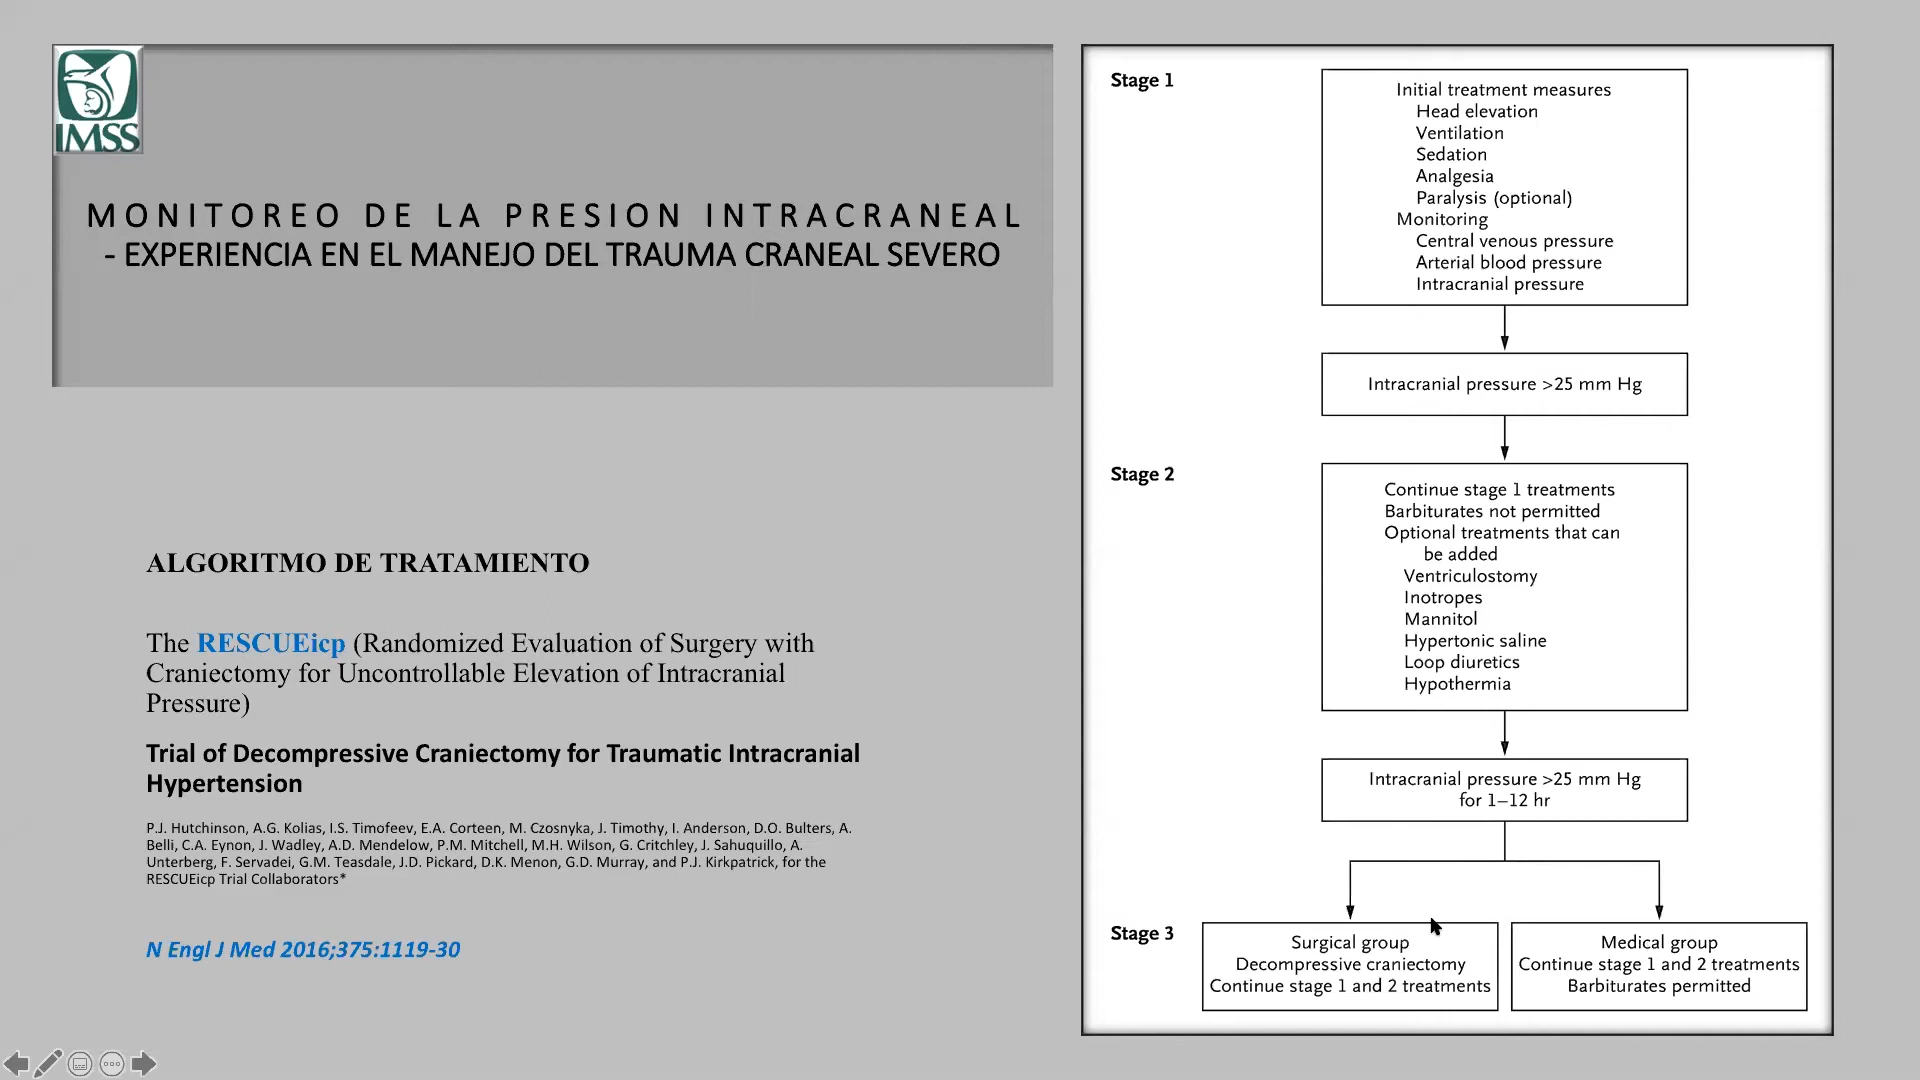 IMSS
MONITOREO DE LA PRESION INTRACRANEAL
- EXPERIENCIA EN EL MANEJO DEL TRAUMA CRANEAL SEVERO
ALGORITMO DE TRATAMIENTO
The RESCUEicp (Randomized Evaluation of Surgery with
Craniectomy for Uncontrollable Elevation of Intracranial
Pressure)
Trial of Decompressive Craniectomy for Traumatic Intracranial
Hypertension
P.J. Hutchinson, A.G. Kolias, I.S. Timofeev, E.A. Corteen, M. Czosnyka, J. Timothy, I. Anderson, D.O. Bulters, A.
Belli, C.A. Eynon, J. Wadley, A.D. Mendelow, P.M. Mitchell, M.H. Wilson, G. Critchley, J. Sahuquillo, A.
Unterberg, F. Servadei, G.M. Teasdale, J.D. Pickard, D.K. Menon, G.D. Murray, and P.J. Kirkpatrick, for the
RESCUEicp Trial Collaborators*
N Engl J Med 2016;375:1119-30
Stage 1
Initial treatment measures
Head elevation
Ventilation
Sedation
Analgesia
Paralysis (optional)
Monitoring
Central venous pressure
Arterial blood pressure
Intracranial pressure
Intracranial pressure >25 mm Hg
Stage 2
Continue stage 1 treatments
Barbiturates not permitted
Optional treatments that can
be added
Ventriculostomy
Inotropes
Mannitol
Hypertonic saline
Loop diuretics
Hypothermia
Intracranial pressure >25 mm Hg
for 1–12 hr
Stage 3
Surgical group
Decompressive craniectomy
Continue stage 1 and 2 treatments
Medical group
Continue stage 1 and 2 treatments
Barbiturates permitted